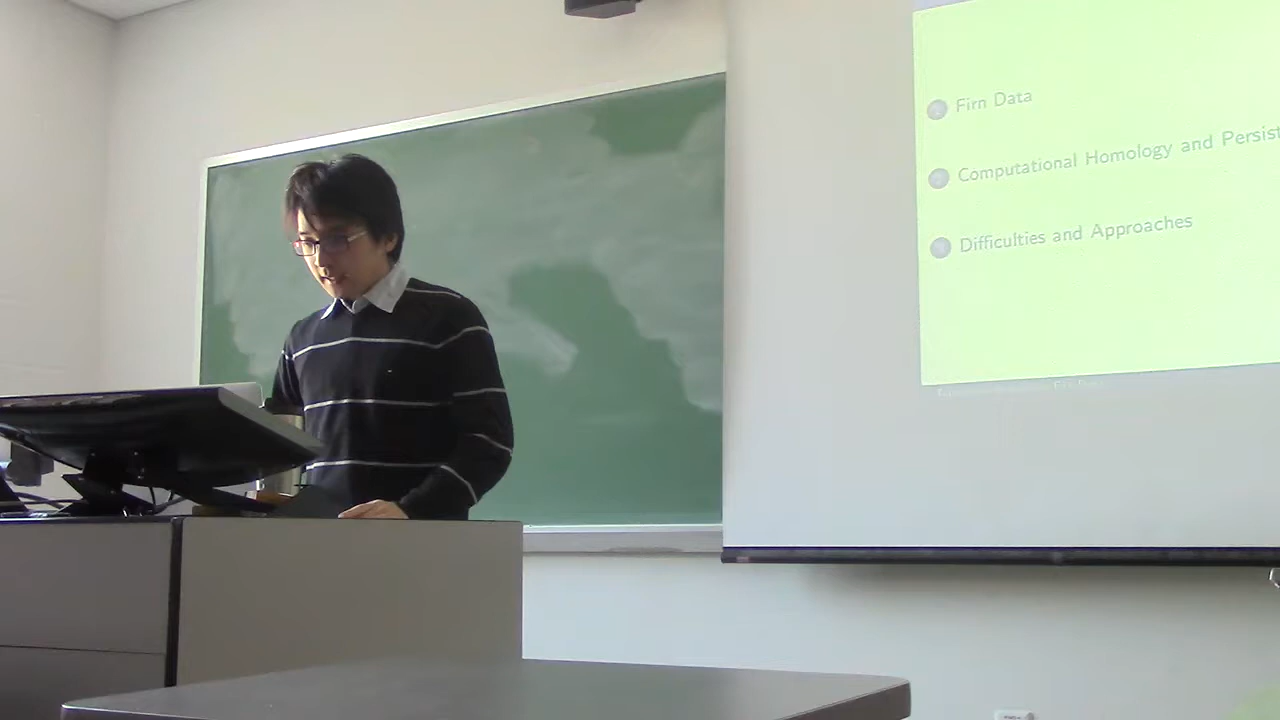 Firn Data
Computational Homology and Persist
Difficulties and Approaches